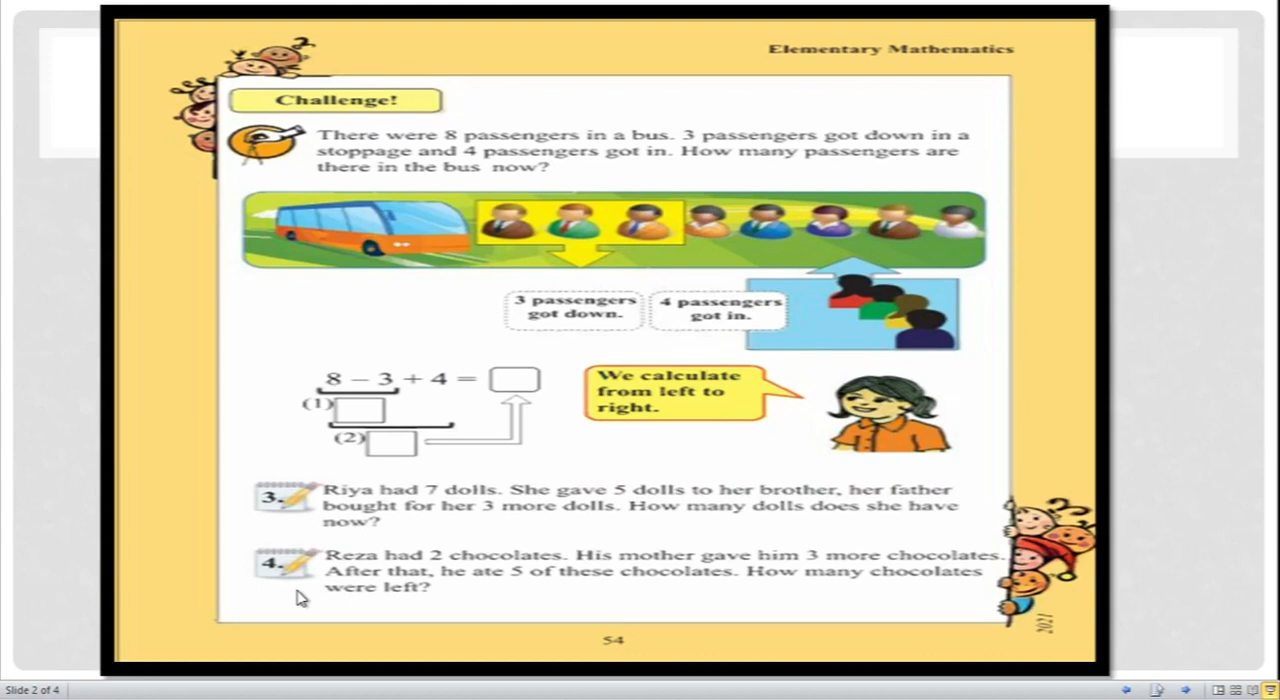 Elementary Mathematics
Challenge!
There were 8 passengers in a bus. 3 passengers got down in a
stoppage and 4 passengers got in. How many passengers are
there in the bus now?
3 passengers
got down.
4 passengers
got in.
8 – 3 + 4 =
(1)
(2)
We calculate
from left to
right.
3.
Riya had 7 dolls. She gave 5 dolls to her brother, her father
bought for her 3 more dolls. How many dolls does she have
now?
4.
Reza had 2 chocolates. His mother gave him 3 more chocolates.
After that, he ate 5 of these chocolates. How many chocolates
were left?
54
2021
Slide 2 of 4